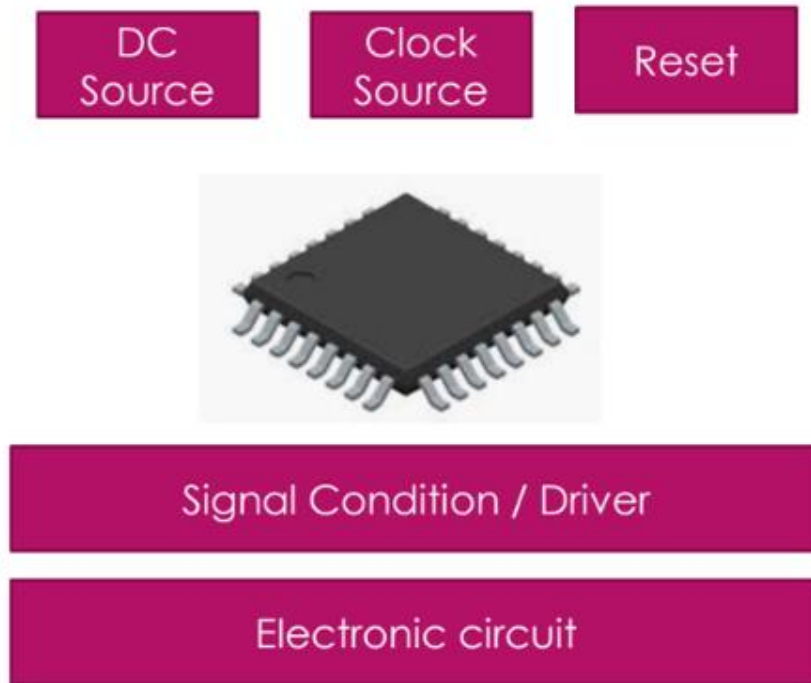 DC
Source
Clock
Source
Reset
Signal Condition / Driver
Electronic circuit